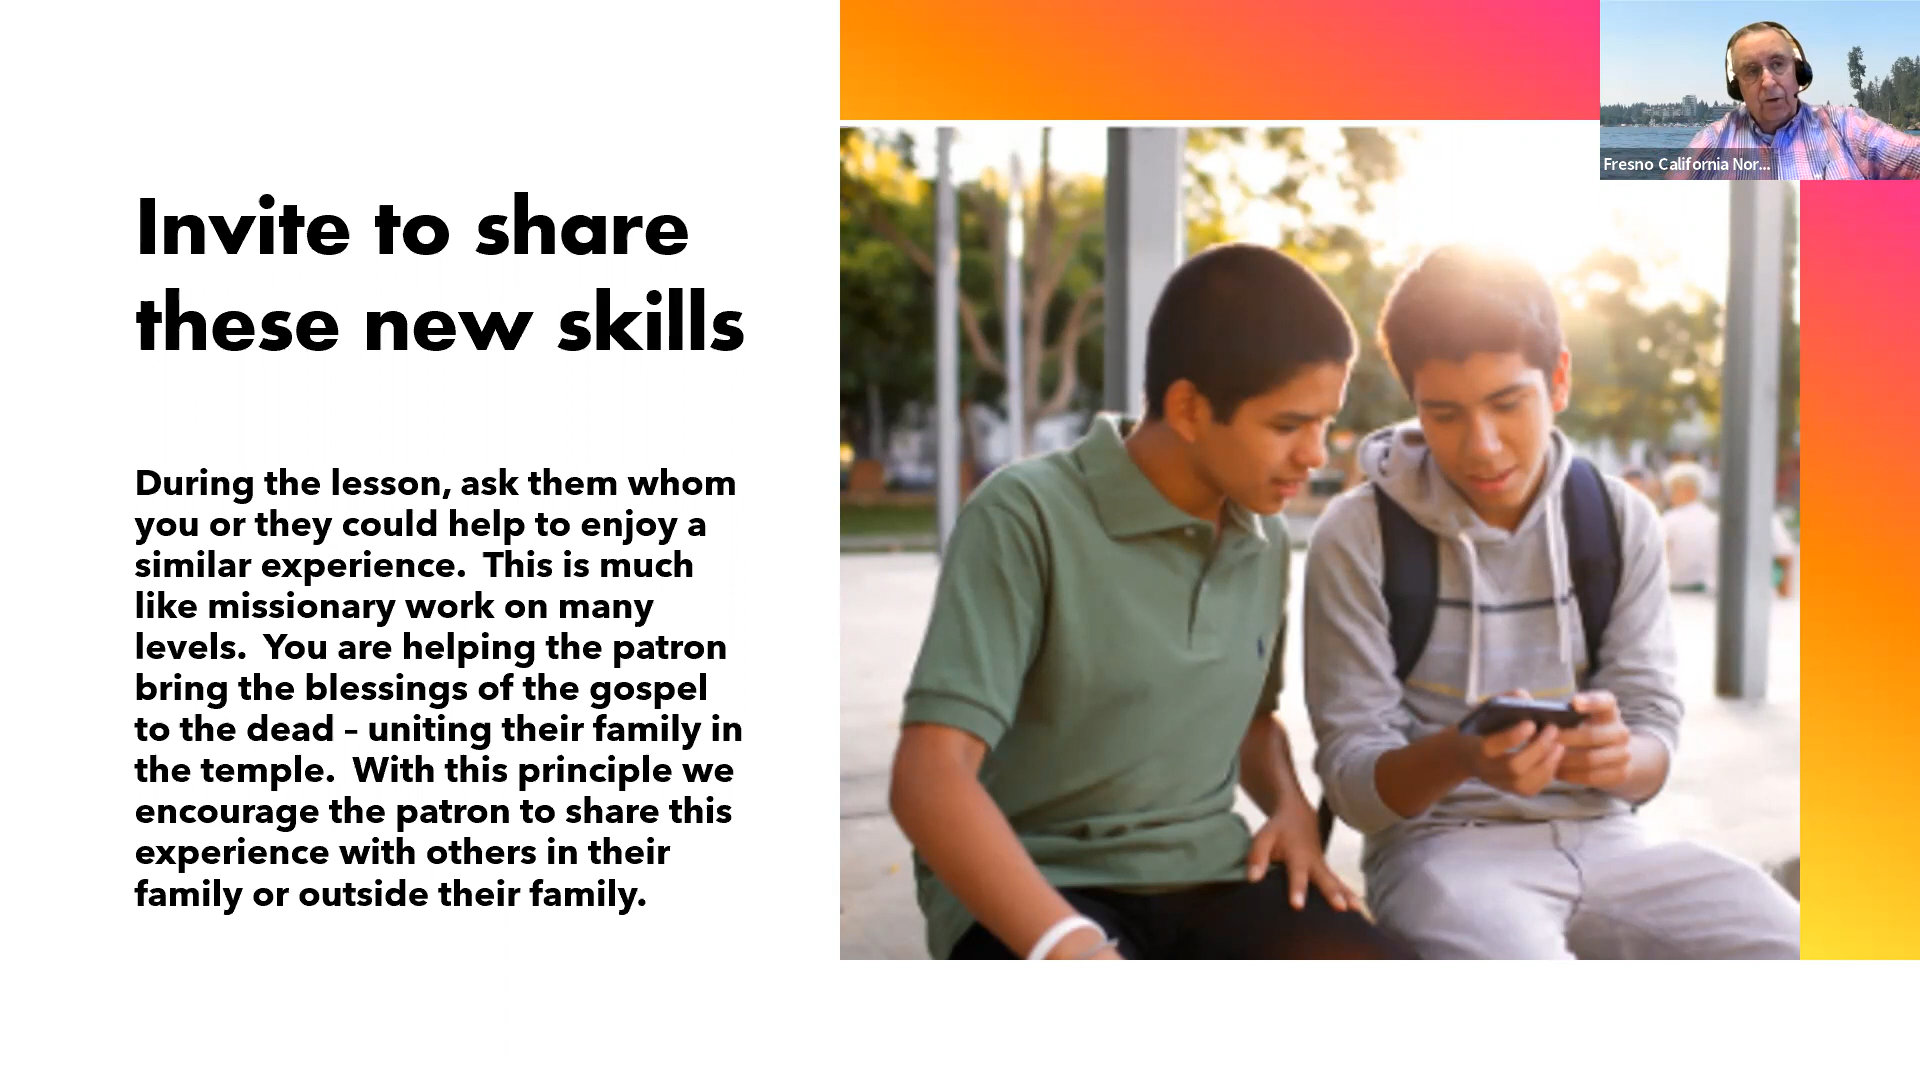 Invite to share
these new skills
During the lesson, ask them whom
you or they could help to enjoy a
similar experience.  This is much
like missionary work on many
levels.  You are helping the patron
bring the blessings of the gospel
to the dead – uniting their family in
the temple.  With this principle we
encourage the patron to share this
experience with others in their
family or outside their family.
Fresno California Nor...